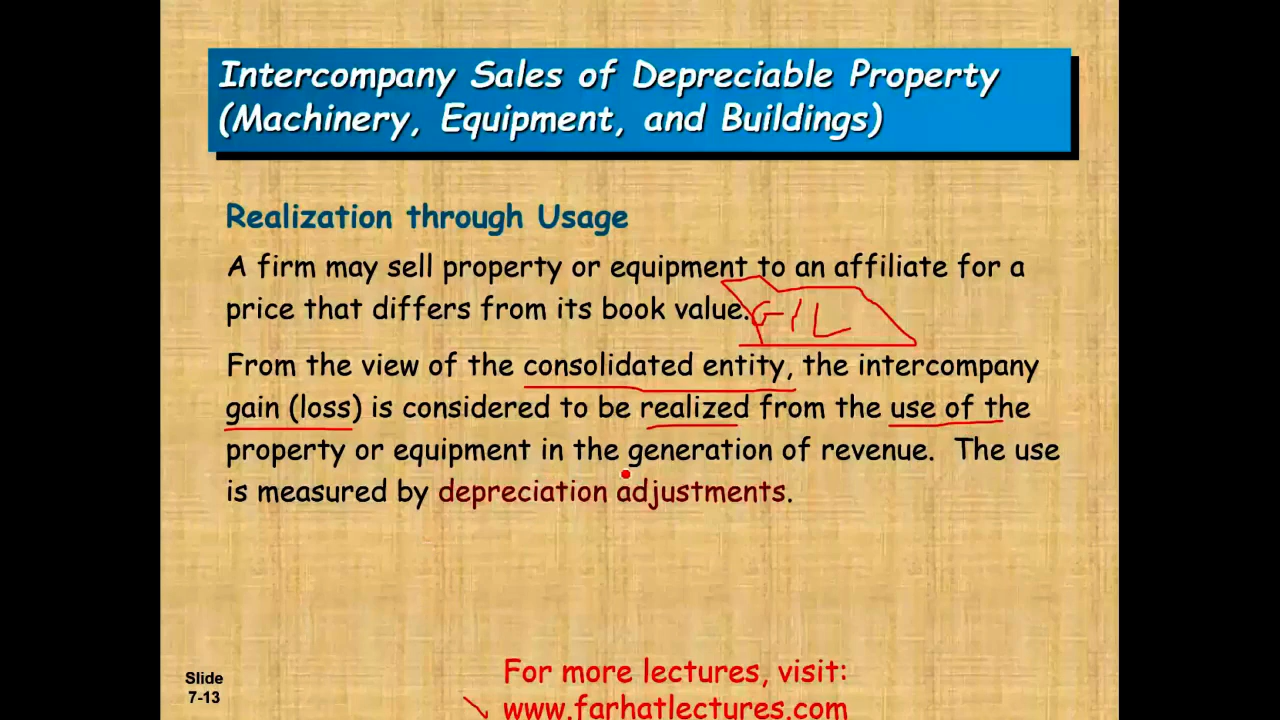 Intercompany Sales of Depreciable Property
(Machinery, Equipment, and Buildings)
Realization through Usage
A firm may sell property or equipment to an affiliate for a
price that differs from its book value.
G/L
From the view of the consolidated entity, the intercompany
gain (loss) is considered to be realized from the use of the
property or equipment in the generation of revenue. The use
is measured by depreciation adjustments.
Slide
7-13
For more lectures, visit:
www.farhatlectures.com